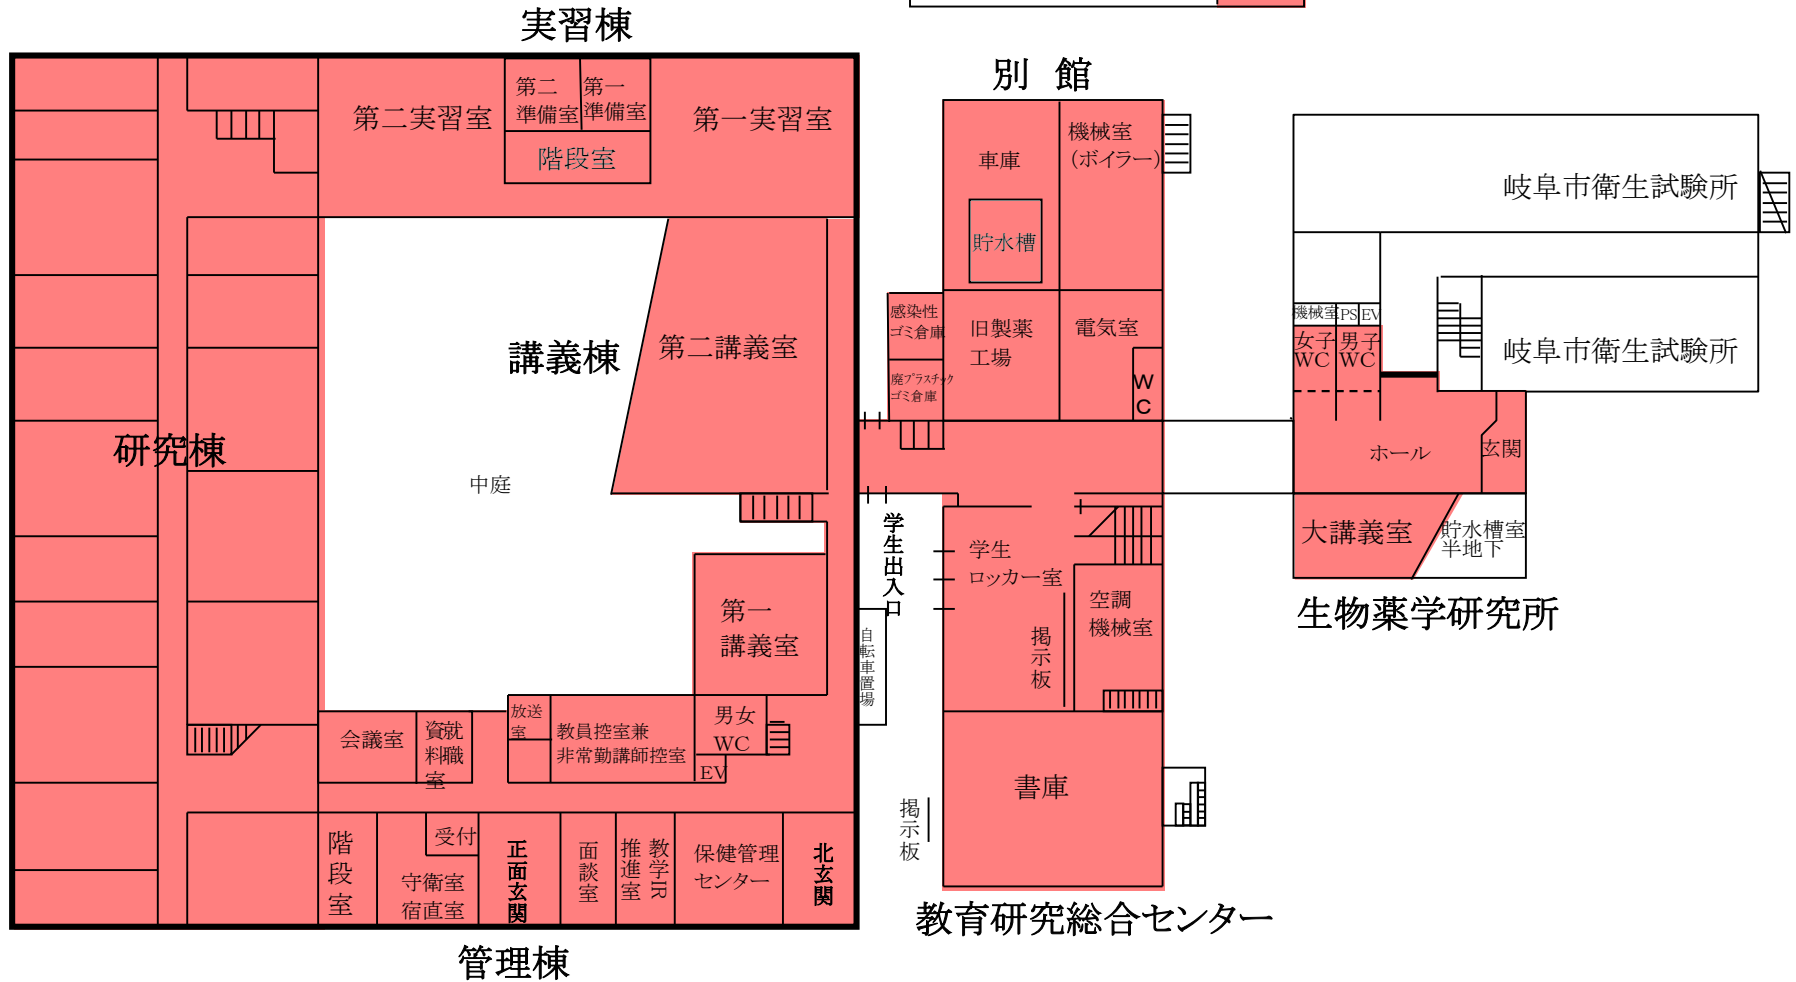 実習棟
第二実習室
第二
準備室
第一
準備室
階段室
第一実習室
研究棟
講義棟
第二講義室
中庭
第一
講義室
会議室
資料室
就職
放送
室
教員控室兼
非常勤講師控室
男女
WC
EV
階段室
受付
守衛室
宿直室
正面玄関
面談室
推進室
教学IR
保健管理
センター
北玄関
管理棟
別 館
車庫
機械室
(ボイラー)
貯水槽
感染性
ゴミ倉庫
廃プラスチック
ゴミ倉庫
旧製薬
工場
電気室
WC
学生出入口
自転車置場
学生
ロッカー室
掲示板
空調
機械室
書庫
掲示板
教育研究総合センター
岐阜市衛生試験所
岐阜市衛生試験所
機械室
PS
EV
女子
WC
男子
WC
ホール
玄関
大講義室
貯水槽室
半地下
生物薬学研究所